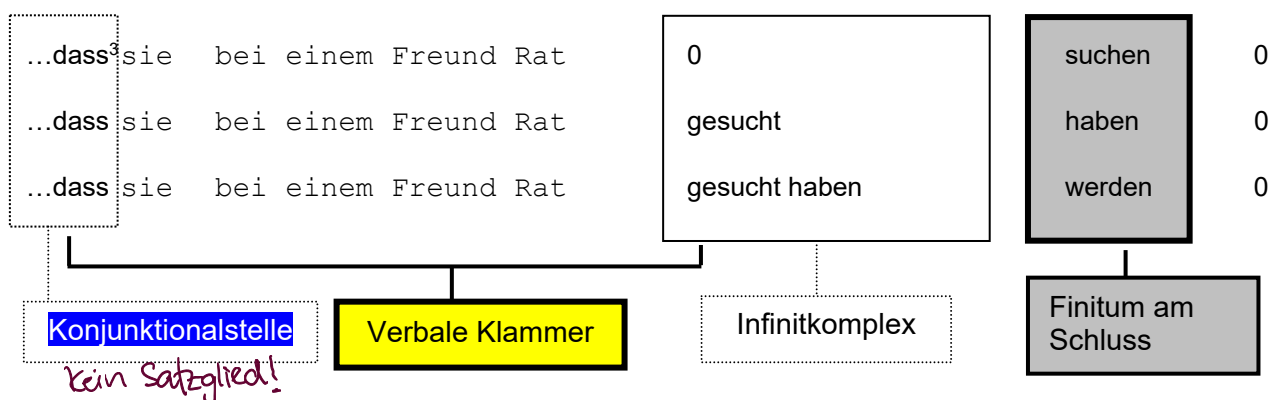 …dass³ sie bei einem Freund Rat 0 suchen 0
…dass sie bei einem Freund Rat gesucht haben 0
…dass sie bei einem Freund Rat gesucht haben werden 0
Konjunktionalstelle Verbale Klammer Infinitkomplex Finitum am
Schluss
kein Satzglied!